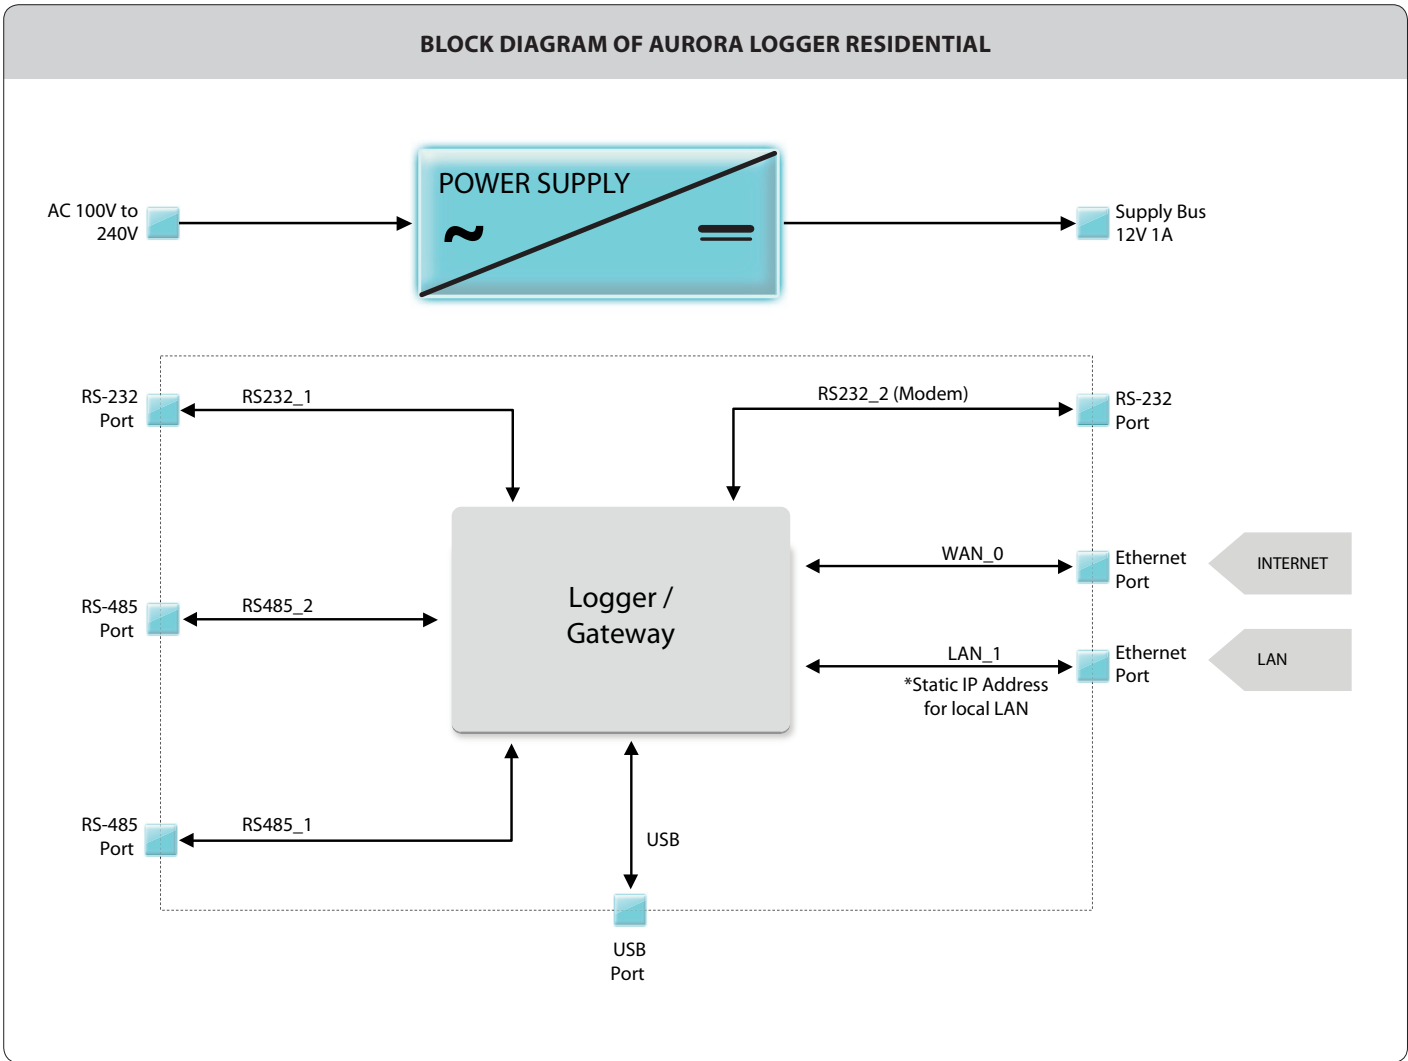 BLOCK DIAGRAM OF AURORA LOGGER RESIDENTIAL
POWER SUPPLY
~
AC 100V to
240V
Supply Bus
12V 1A
RS-232
Port
RS232_1
RS232_2 (Modem)
RS-232
Port
RS-485
Port
RS485_2
Logger /
Gateway
WAN_0
Ethernet
Port
INTERNET
LAN_1
*Static IP Address
for local LAN
Ethernet
Port
LAN
RS-485
Port
RS485_1
USB
USB
Port